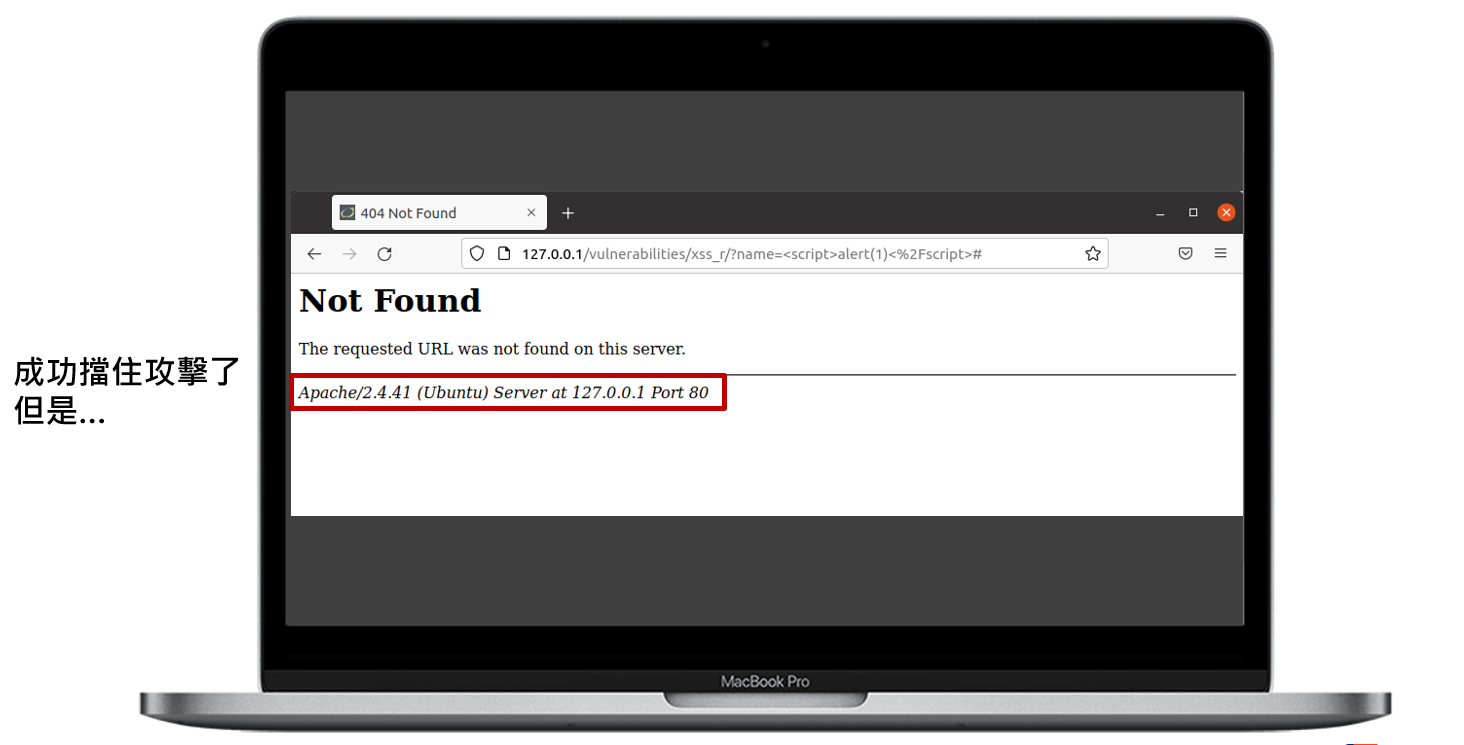 404 Not Found
127.0.0.1/vulnerabilities/xss_r/?name=<script>alert(1)<%2Fscript>#
Not Found
The requested URL was not found on this server.
成功擋住攻擊了
但是...
Apache/2.4.41 (Ubuntu) Server at 127.0.0.1 Port 80
MacBook Pro